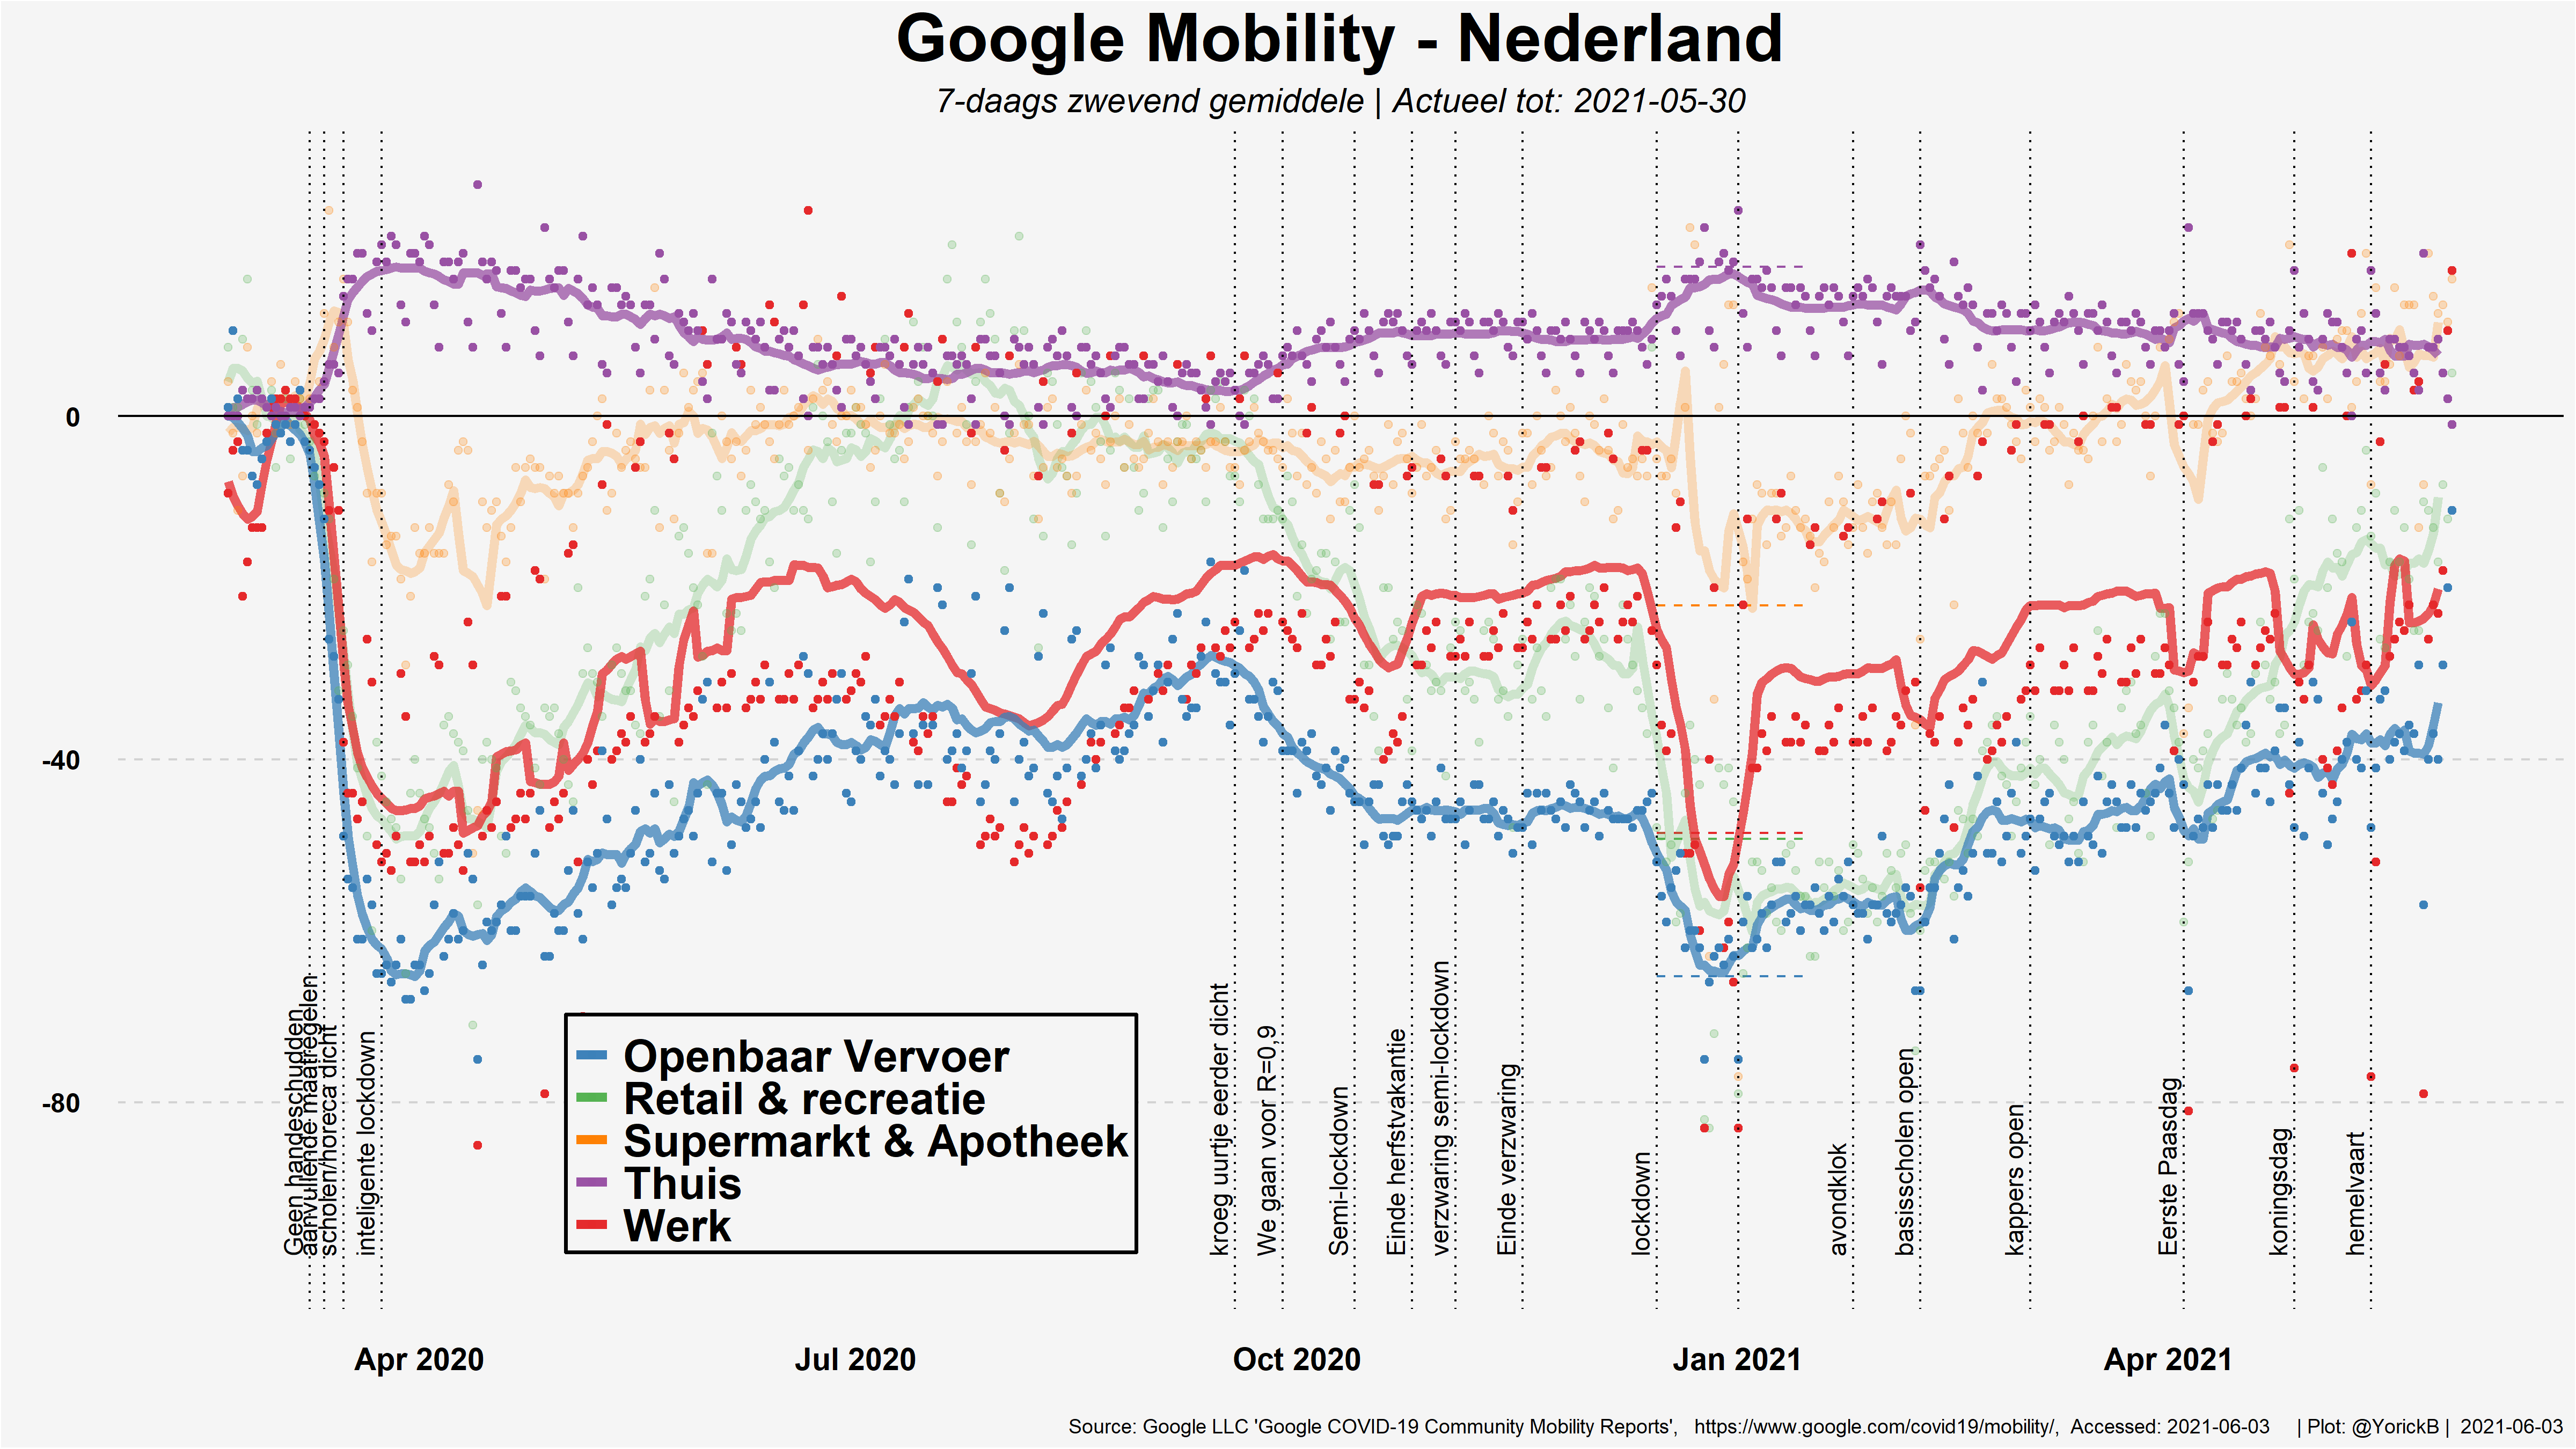 Google Mobility - Nederland
7-daags zwevend gemiddele | Actueel tot: 2021-05-30
0
-40
-80
Geen handeschudden
aanvullende maatregelen
scholen/horeca dicht
inteligente lockdown
kroeg uurtje eerder dicht
We gaan voor R=0,9
Semi-lockdown
Einde herfstvakantie
verzwaring semi-lockdown
Einde verzwaring
lockdown
avondklok
basisscholen open
kappers open
Eerste Paasdag
koningsdag
hemelvaart
Openbaar Vervoer
Retail & recreatie
Supermarkt & Apotheek
Thuis
Werk
Apr 2020
Jul 2020
Oct 2020
Jan 2021
Apr 2021
Source: Google LLC 'Google COVID-19 Community Mobility Reports', https://www.google.com/covid19/mobility/, Accessed: 2021-06-03 | Plot: @YorickB | 2021-06-03